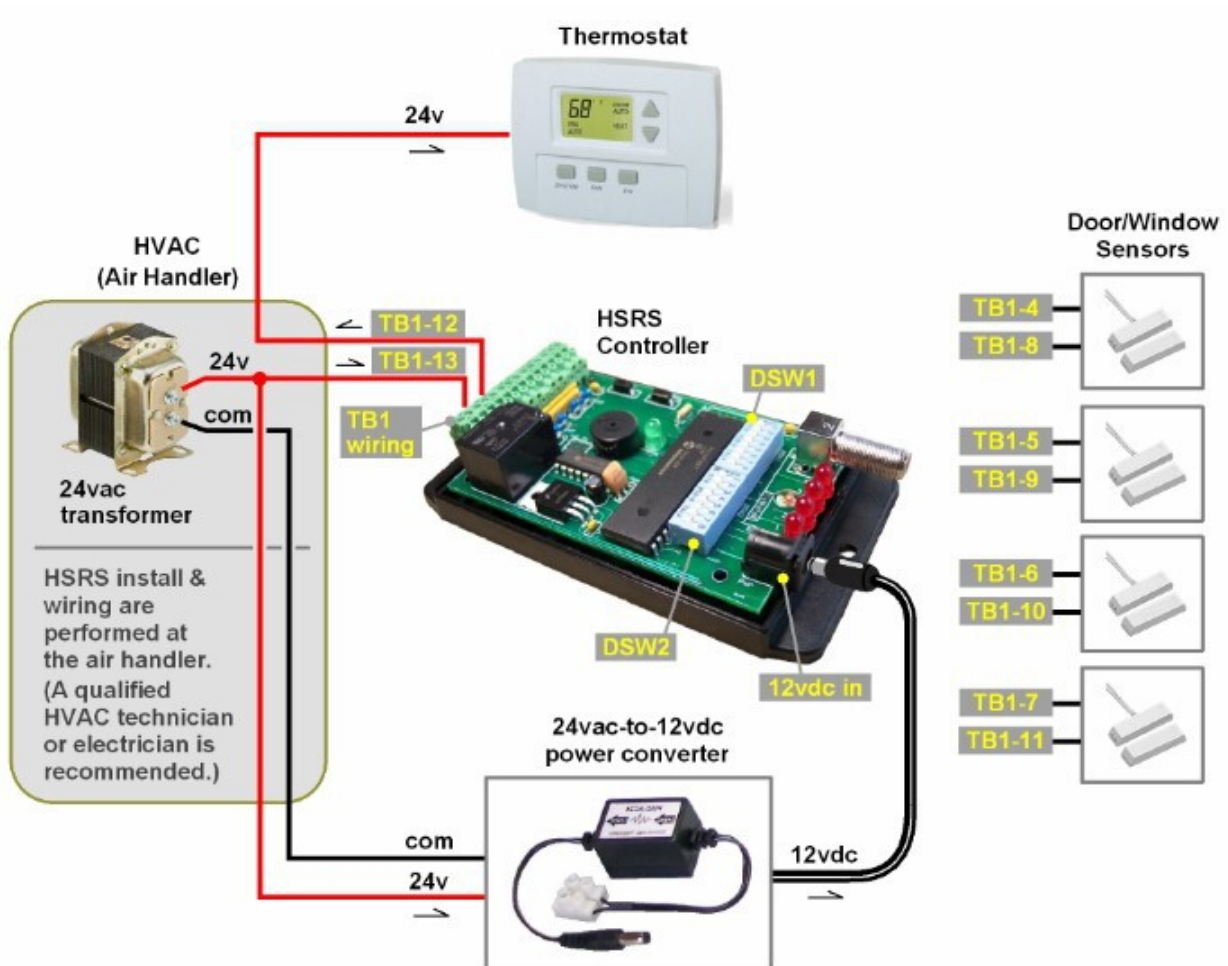 Thermostat
24v
68
HVAC
(Air Handler)
24v
com
24vac
transformer
HSRS install &
wiring are
performed at
the air handler.
(A qualified
HVAC technician
or electrician is
recommended.)
TB1-12
TB1-13
TB1
wiring
HSRS
Controller
DSW1
DSW2
12vdc in
Door/Window
Sensors
TB1-4
TB1-8
TB1-5
TB1-9
TB1-6
TB1-10
TB1-7
TB1-11
24vac-to-12vdc
power converter
com
24v
12vdc